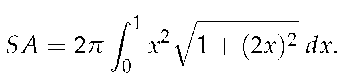 SA = 2π ∫₀¹ x² √(1 | (2x)²) dx.